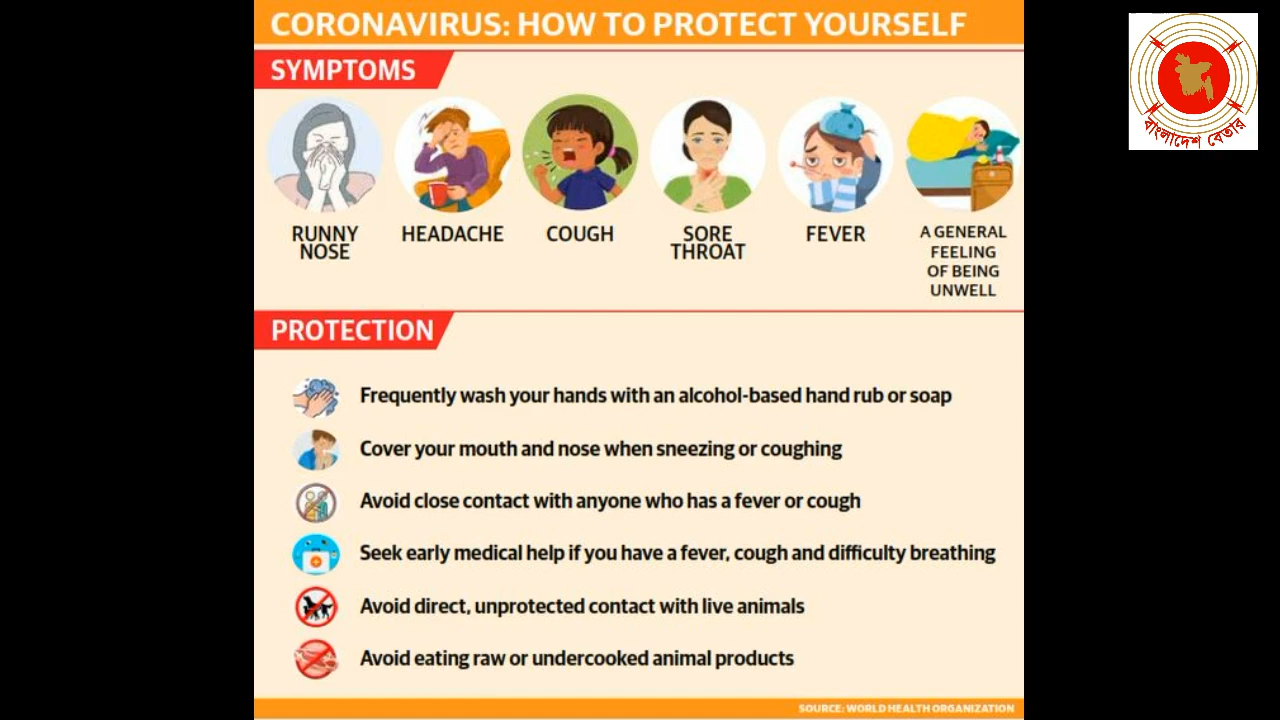 CORONAVIRUS: HOW TO PROTECT YOURSELF
SYMPTOMS
RUNNY
NOSE
HEADACHE
COUGH
SORE
THROAT
FEVER
A GENERAL
FEELING
OF BEING
UNWELL
PROTECTION
Frequently wash your hands with an alcohol-based hand rub or soap
Cover your mouth and nose when sneezing or coughing
Avoid close contact with anyone who has a fever or cough
Seek early medical help if you have a fever, cough and difficulty breathing
Avoid direct, unprotected contact with live animals
Avoid eating raw or undercooked animal products
SOURCE: WORLD HEALTH ORGANIZATION
বাংলাদেশ বেতার